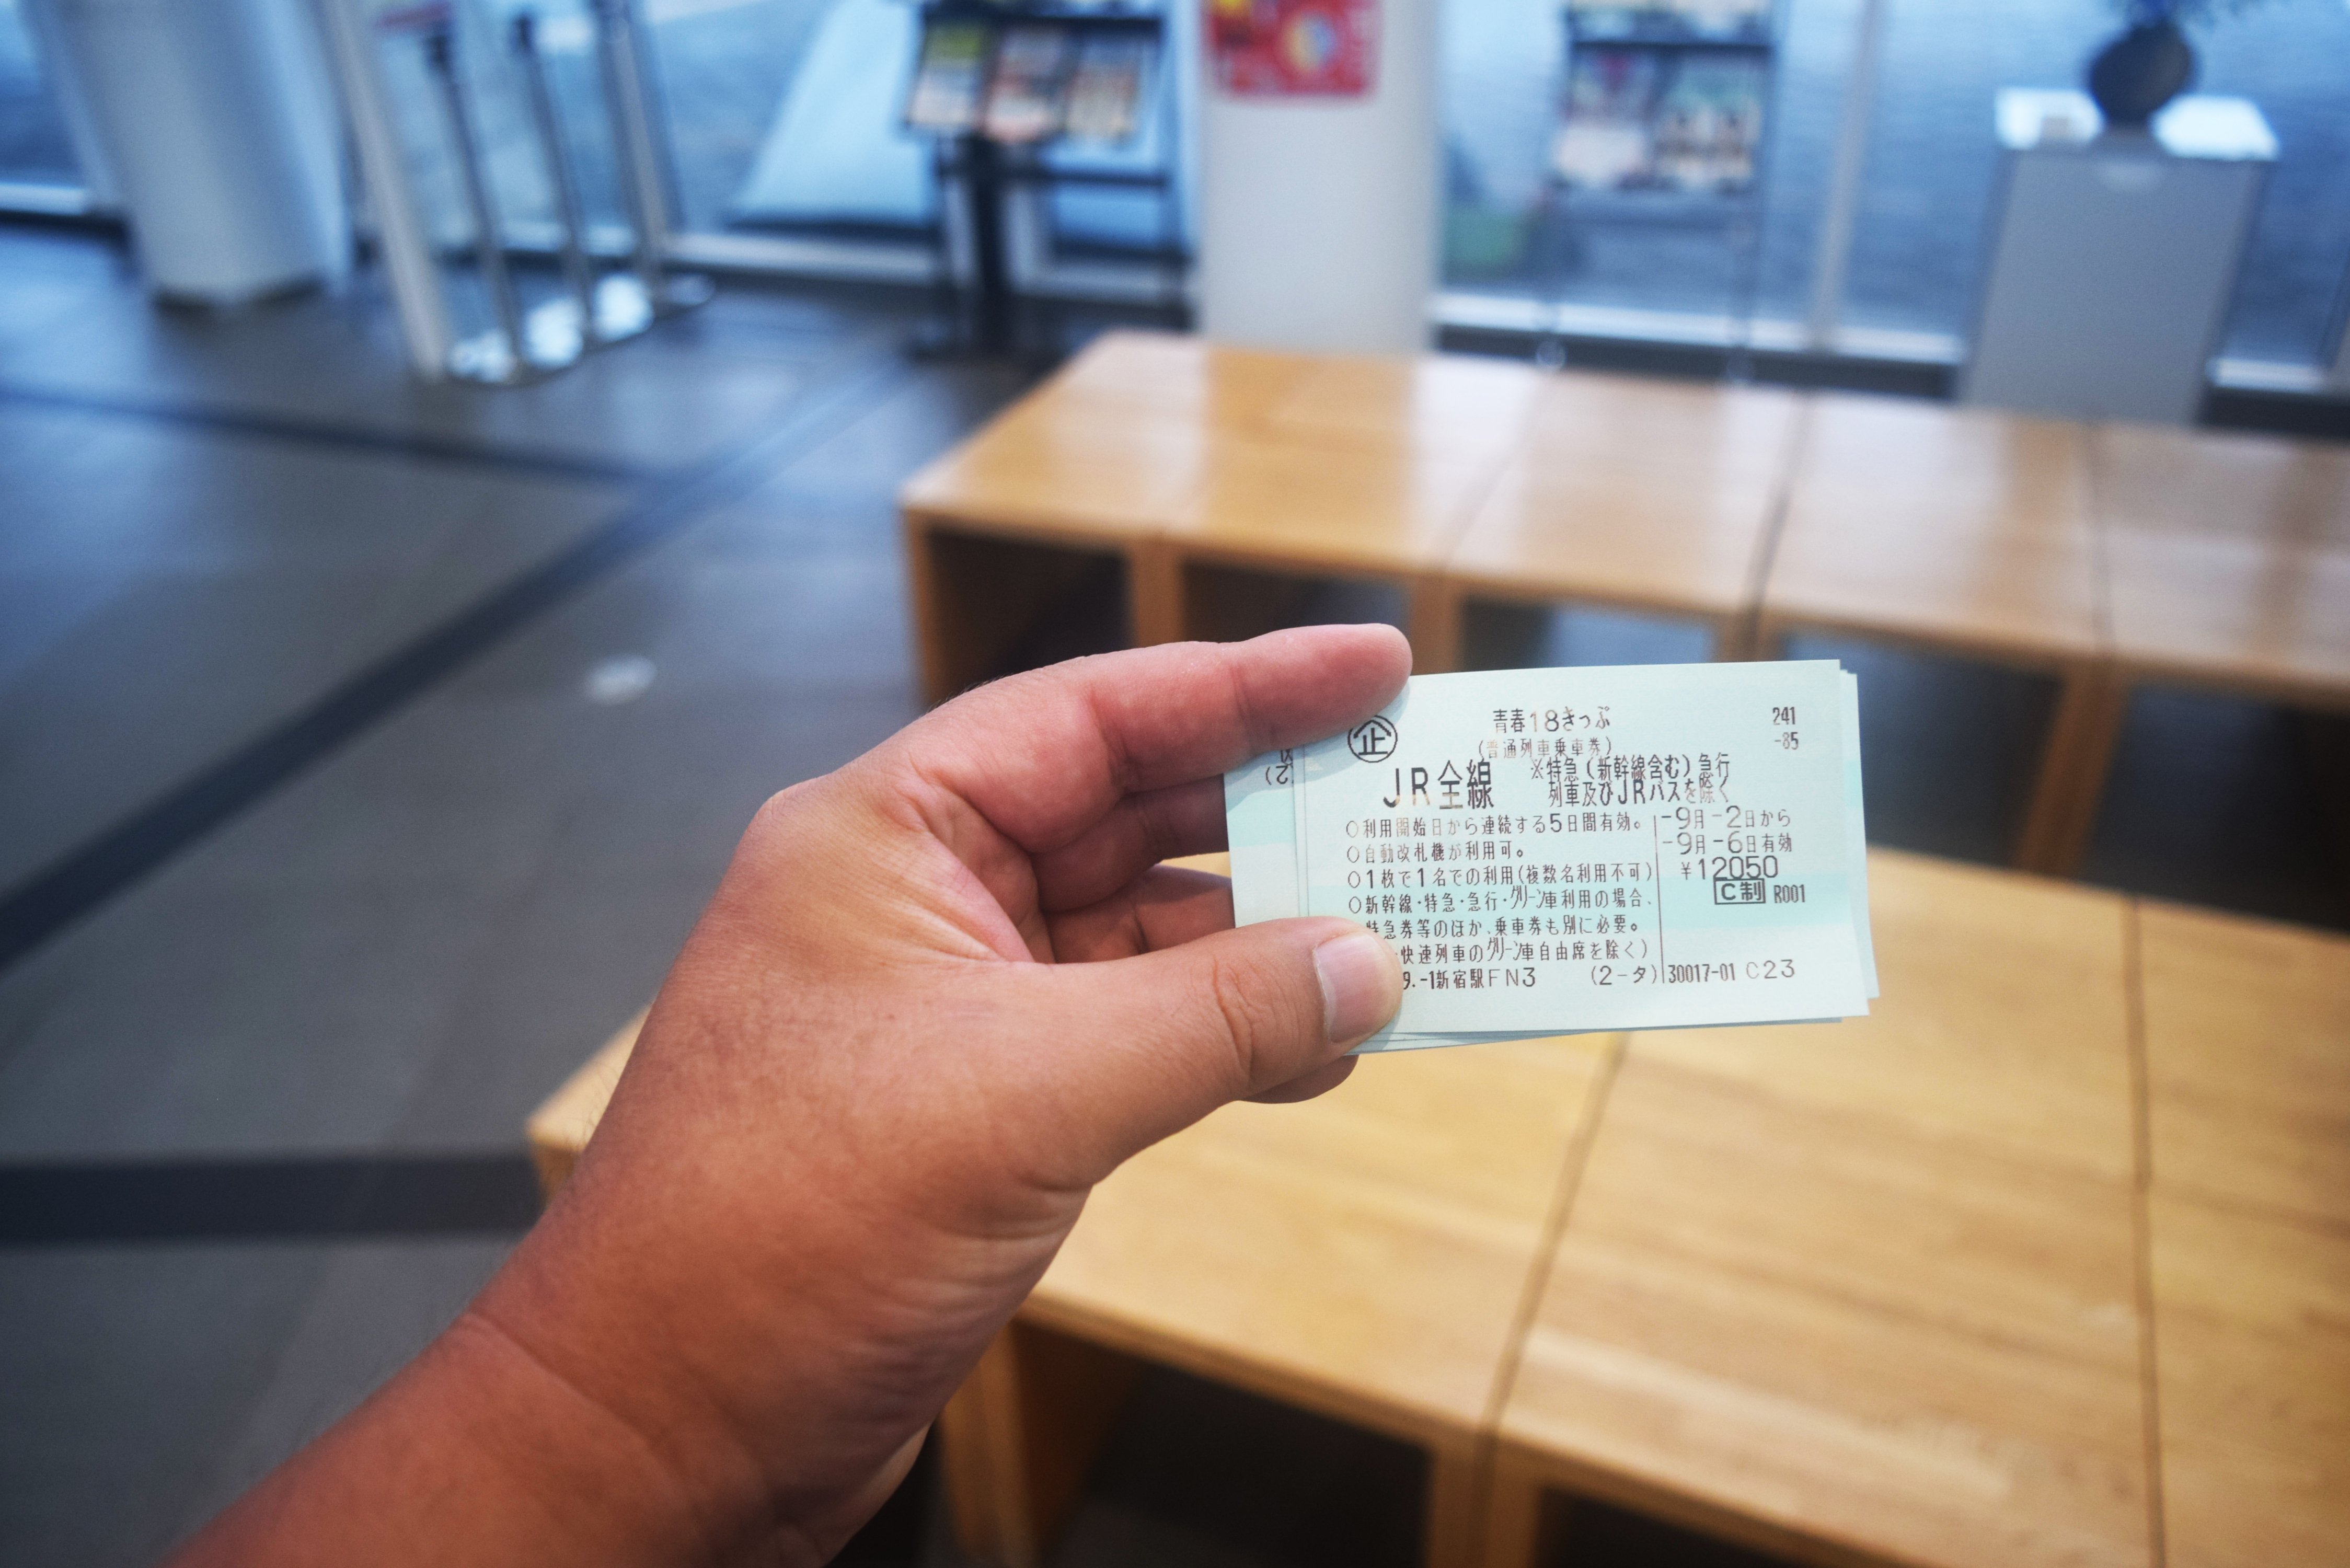 青春18きっぷ
241
-85
企
(普通列車乗車券)
JR全線
※特急(新幹線含む)急行
列車及びJRバスを除く
○利用開始日から連続する5日間有効。
-9月-2日から
○自動改札機が利用可。
-9月-6日有効
○1枚で1名での利用(複数名利用不可)
¥12050
○新幹線・特急・急行・グリーン車利用の場合、
C制 R001
特急券等のほか、乗車券も別に必要。
快速列車のグリーン車自由席を除く)
9.-1新宿駅FN3 (2-タ) 30017-01 C23
2)